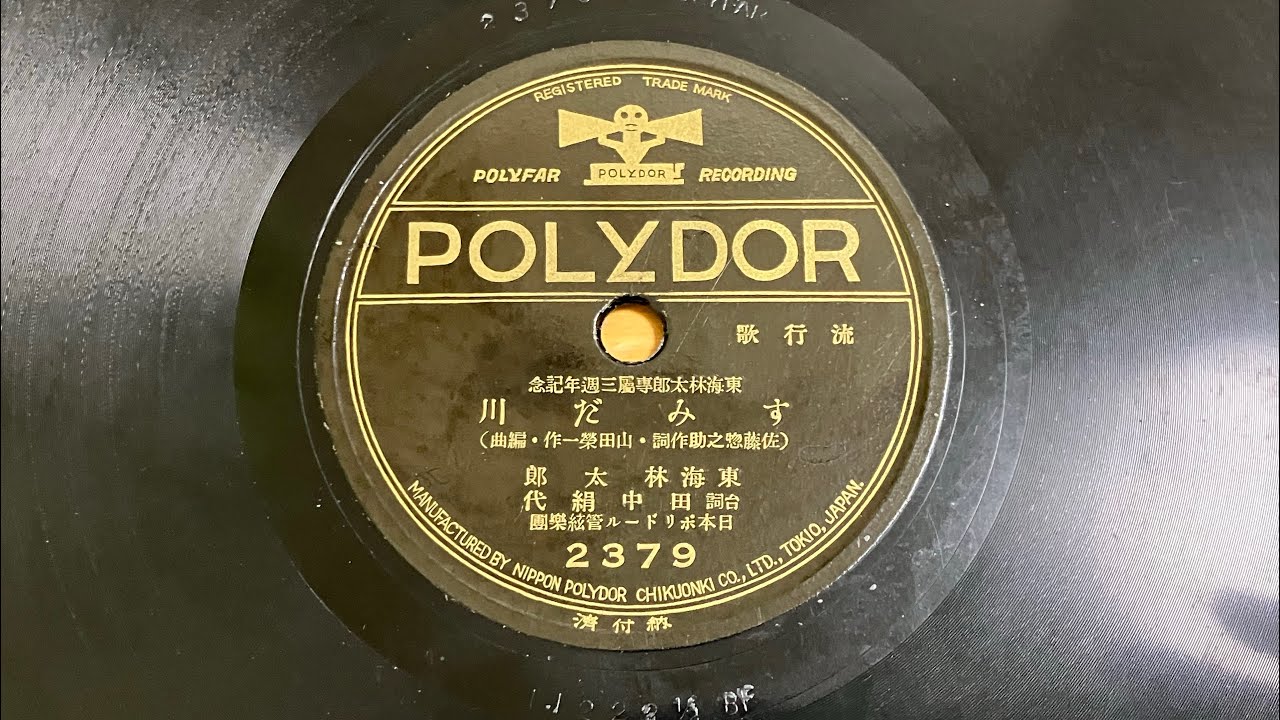 REGISTERED TRADE MARK
POLYFAR POLYDOR RECORDING
POLYDOR
流行歌
東海林太郎專屬三週年記念
すみだ川
(佐藤惣之助作詞・山田榮一作・編曲)
東海林太郎
台詞 田中絹代
日本ポリドール管絃樂團
2379
MANUFACTURED BY NIPPON POLYDOR CHIKUONKI CO., LTD., TOKIO, JAPAN.
納付濟